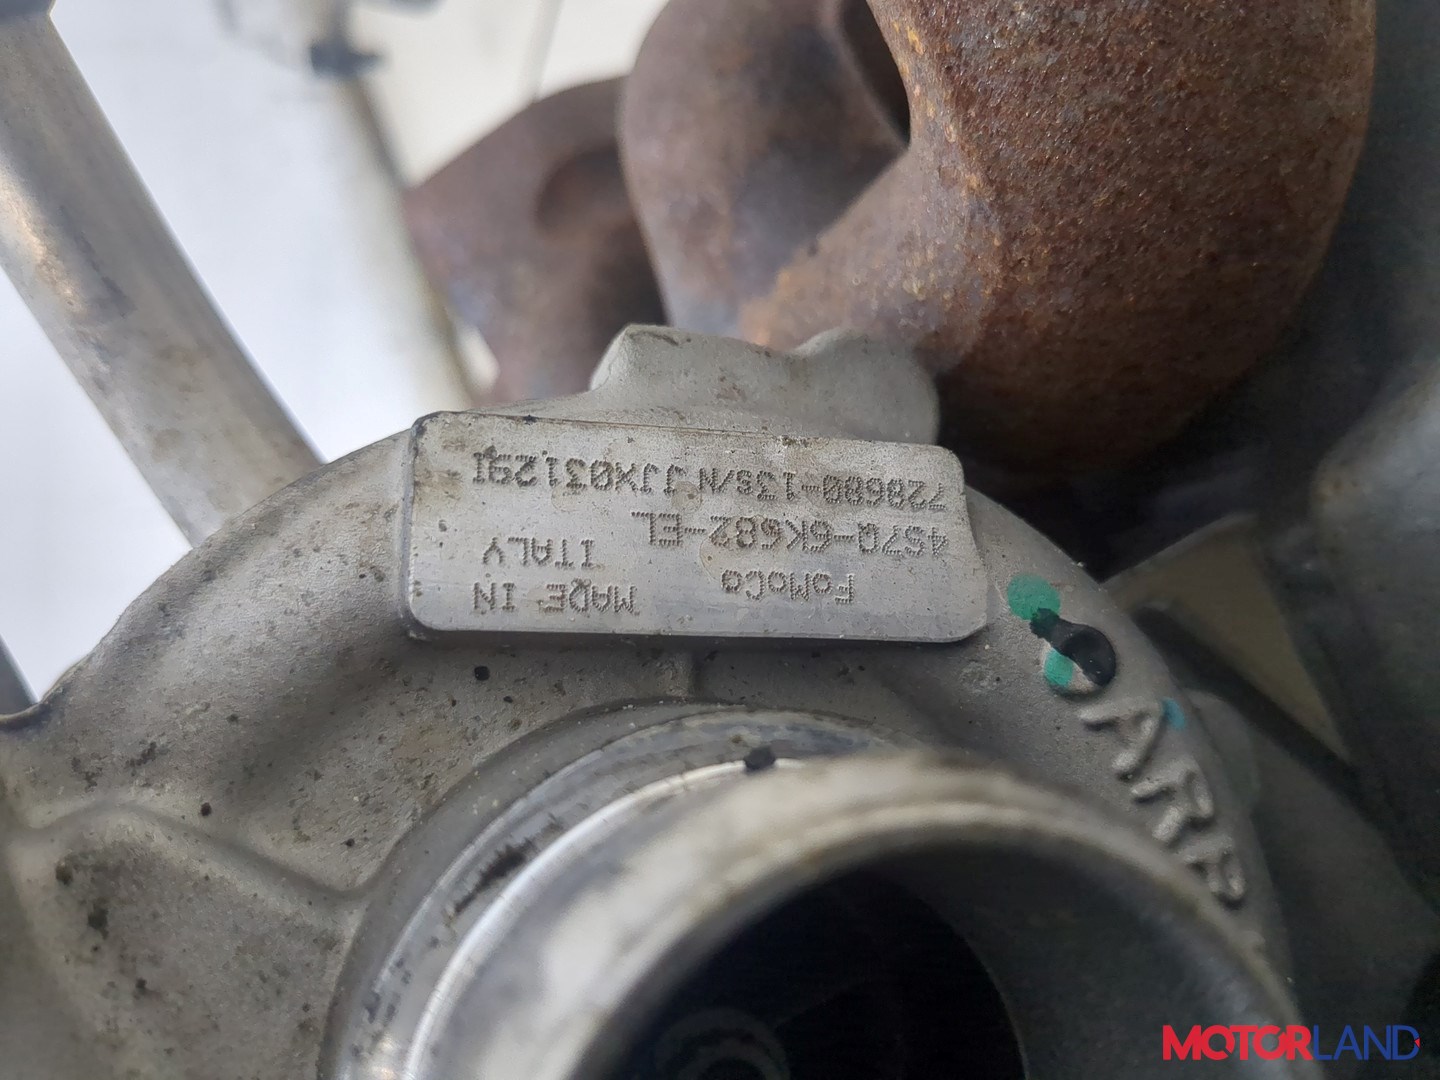 FoMoCo MADE IN
4S7Q-6K682-EL ITALY
728680-13S/N JJX03129I
GARR
MOTORLAND